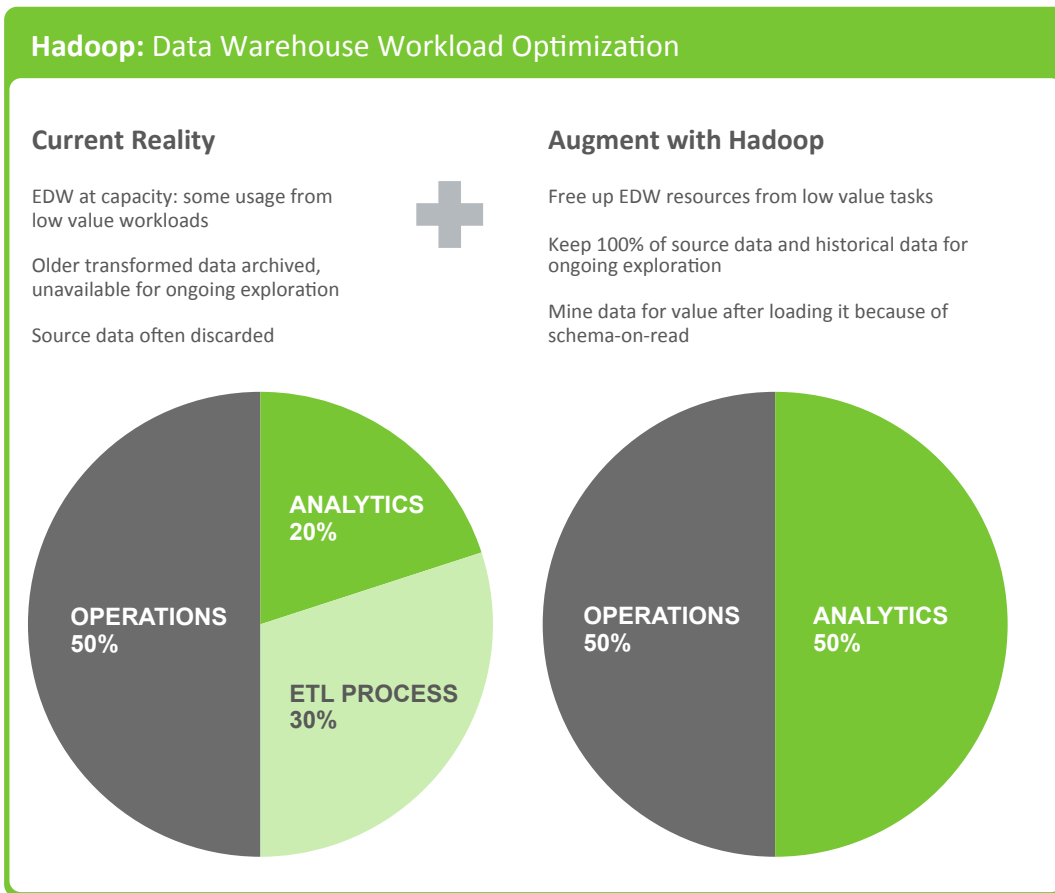 Hadoop: Data Warehouse Workload Optimization
Current Reality
EDW at capacity: some usage from
low value workloads
Older transformed data archived,
unavailable for ongoing exploration
Source data often discarded
Augment with Hadoop
Free up EDW resources from low value tasks
Keep 100% of source data and historical data for
ongoing exploration
Mine data for value after loading it because of
schema-on-read
OPERATIONS
50%
ANALYTICS
20%
ETL PROCESS
30%
OPERATIONS
50%
ANALYTICS
50%